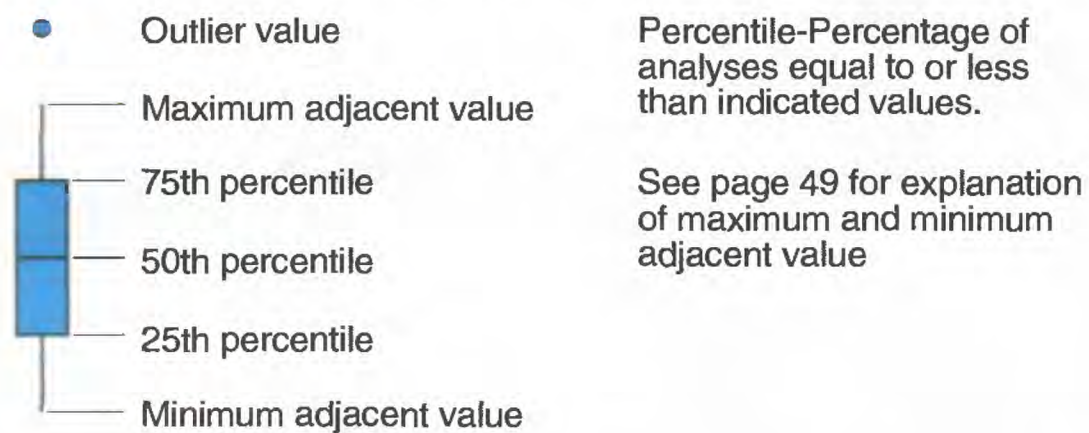 Outlier value
Maximum adjacent value
75th percentile
50th percentile
25th percentile
Minimum adjacent value
Percentile-Percentage of
analyses equal to or less
than indicated values.
See page 49 for explanation
of maximum and minimum
adjacent value